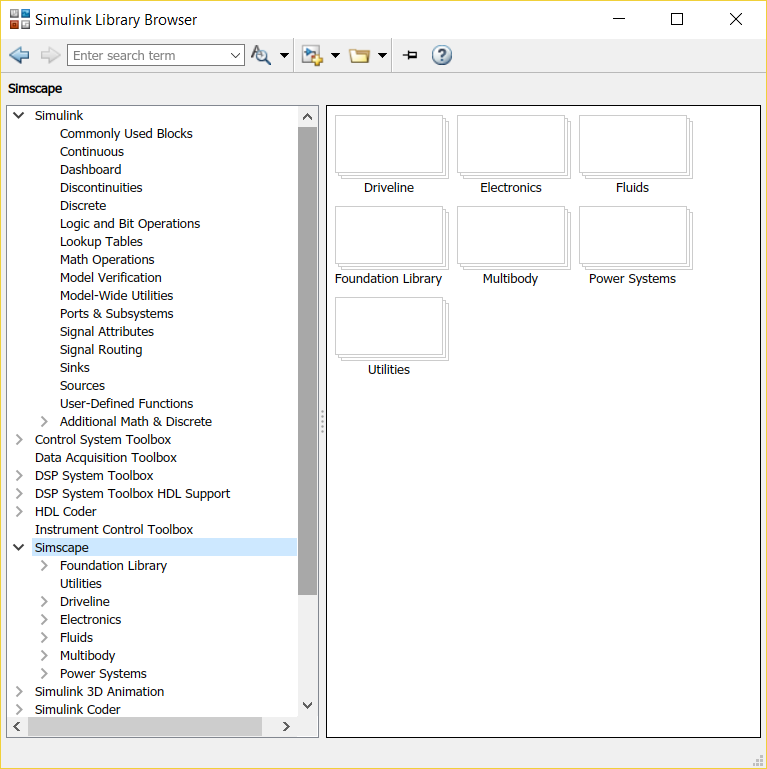 Simulink Library Browser
Enter search term
Simscape
Simulink
Commonly Used Blocks
Continuous
Dashboard
Discontinuities
Discrete
Logic and Bit Operations
Lookup Tables
Math Operations
Model Verification
Model-Wide Utilities
Ports & Subsystems
Signal Attributes
Signal Routing
Sinks
Sources
User-Defined Functions
Additional Math & Discrete
Control System Toolbox
Data Acquisition Toolbox
DSP System Toolbox
DSP System Toolbox HDL Support
HDL Coder
Instrument Control Toolbox
Simscape
Foundation Library
Utilities
Driveline
Electronics
Fluids
Multibody
Power Systems
Simulink 3D Animation
Simulink Coder
Driveline Electronics Fluids
Foundation Library Multibody Power Systems
Utilities